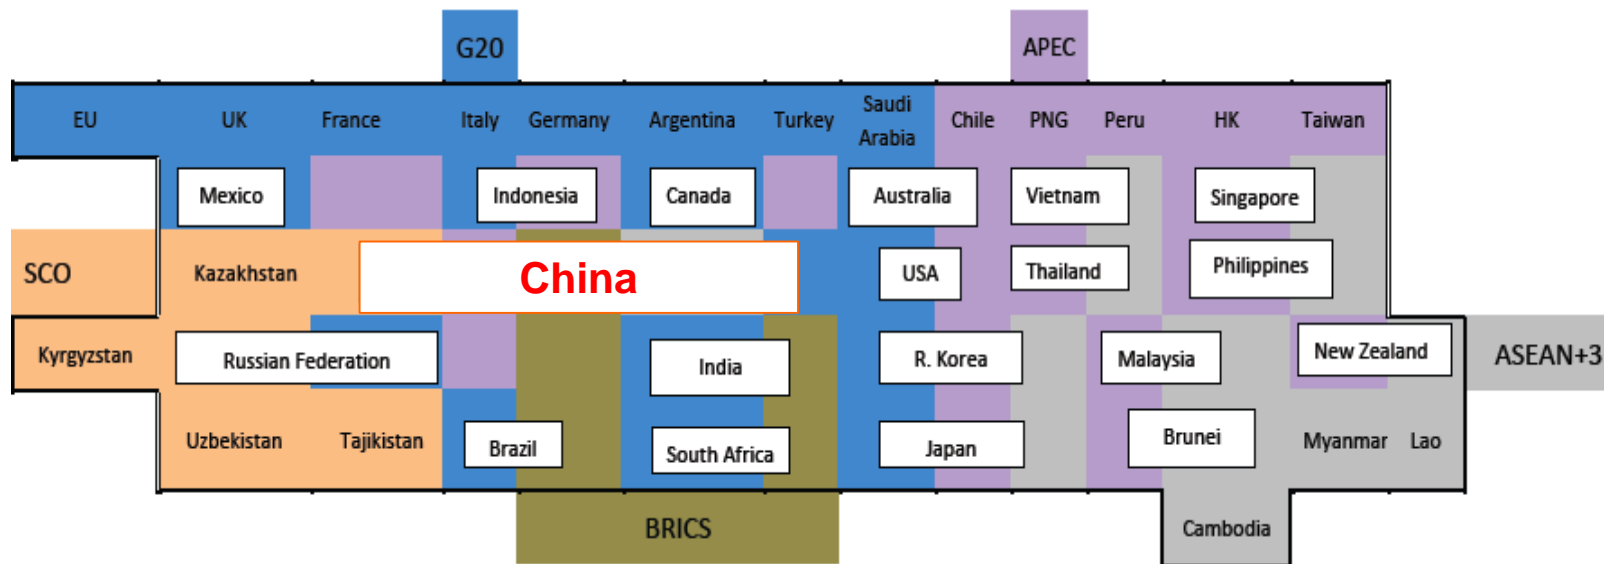 G20 APEC
EU UK France Italy Germany Argentina Turkey Saudi Arabia Chile PNG Peru HK Taiwan
Mexico Indonesia Canada Australia Vietnam Singapore
SCO Kazakhstan China USA Thailand Philippines
Kyrgyzstan Russian Federation India R. Korea Malaysia New Zealand ASEAN+3
Uzbekistan Tajikistan Brazil South Africa Japan Brunei Myanmar Lao
BRICS Cambodia